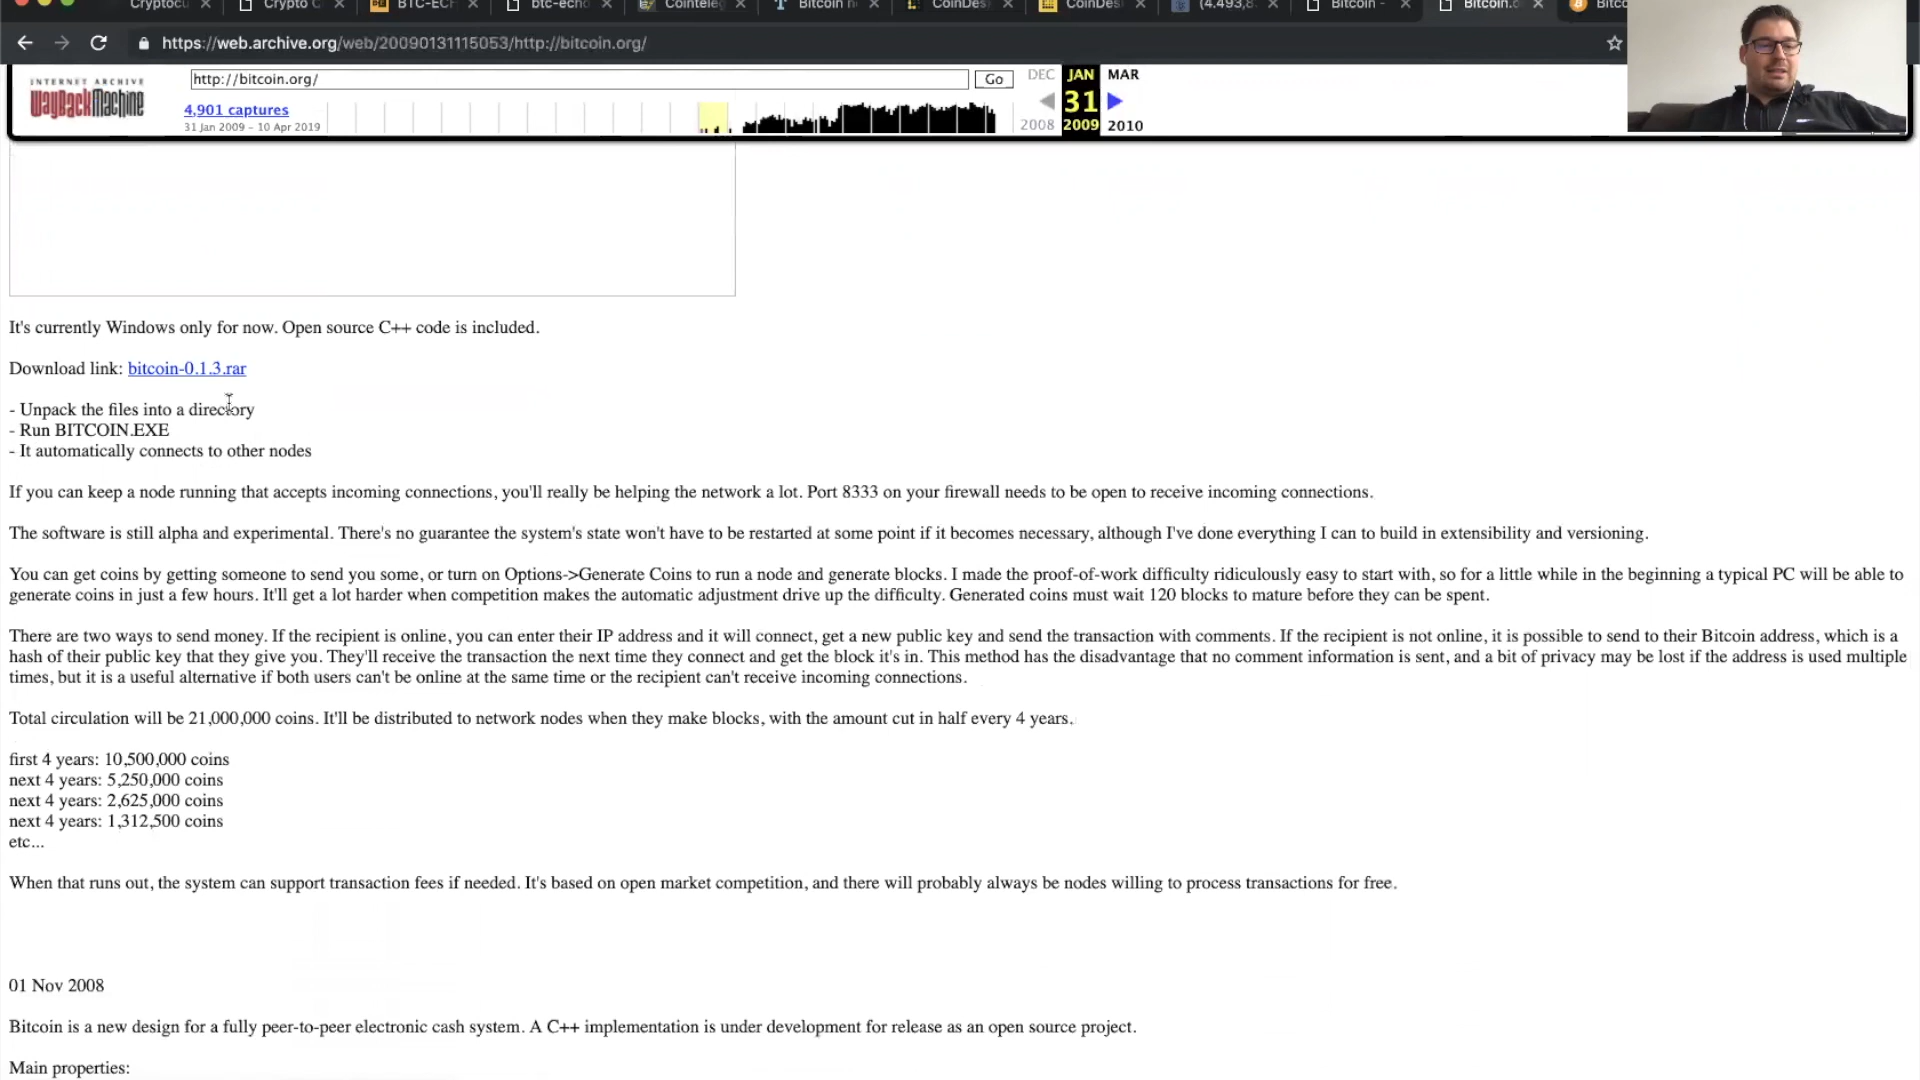 Cryptocu
Crypto C
BTC-ECH
btc-echo
Cointele
Bitcoin n
CoinDes
CoinDes
(4.493,8
Bitcoin -
Bitcoin.o
Bitco
https://web.archive.org/web/20090131115053/http://bitcoin.org/
INTERNET ARCHIVE
WayBackMachine
http://bitcoin.org/
Go
DEC JAN MAR
4,901 captures
31
31 Jan 2009 – 10 Apr 2019
2008 2009 2010
It's currently Windows only for now. Open source C++ code is included.
Download link: bitcoin-0.1.3.rar
- Unpack the files into a directory
- Run BITCOIN.EXE
- It automatically connects to other nodes
If you can keep a node running that accepts incoming connections, you'll really be helping the network a lot. Port 8333 on your firewall needs to be open to receive incoming connections.
The software is still alpha and experimental. There's no guarantee the system's state won't have to be restarted at some point if it becomes necessary, although I've done everything I can to build in extensibility and versioning.
You can get coins by getting someone to send you some, or turn on Options->Generate Coins to run a node and generate blocks. I made the proof-of-work difficulty ridiculously easy to start with, so for a little while in the beginning a typical PC will be able to
generate coins in just a few hours. It'll get a lot harder when competition makes the automatic adjustment drive up the difficulty. Generated coins must wait 120 blocks to mature before they can be spent.
There are two ways to send money. If the recipient is online, you can enter their IP address and it will connect, get a new public key and send the transaction with comments. If the recipient is not online, it is possible to send to their Bitcoin address, which is a
hash of their public key that they give you. They'll receive the transaction the next time they connect and get the block it's in. This method has the disadvantage that no comment information is sent, and a bit of privacy may be lost if the address is used multiple
times, but it is a useful alternative if both users can't be online at the same time or the recipient can't receive incoming connections.
Total circulation will be 21,000,000 coins. It'll be distributed to network nodes when they make blocks, with the amount cut in half every 4 years.
first 4 years: 10,500,000 coins
next 4 years: 5,250,000 coins
next 4 years: 2,625,000 coins
next 4 years: 1,312,500 coins
etc...
When that runs out, the system can support transaction fees if needed. It's based on open market competition, and there will probably always be nodes willing to process transactions for free.
01 Nov 2008
Bitcoin is a new design for a fully peer-to-peer electronic cash system. A C++ implementation is under development for release as an open source project.
Main properties: